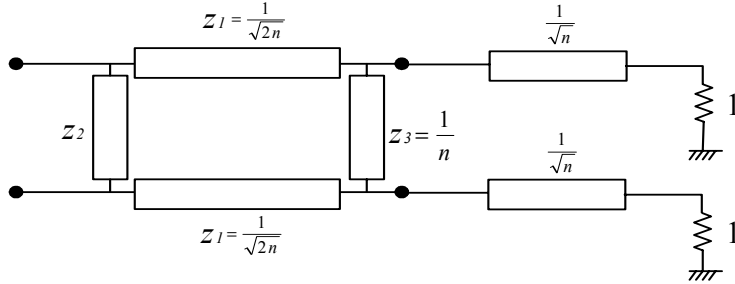 z1 = 1/√2n
1/√n
1
z2
z3 = 1/n
1/√n
z1 = 1/√2n
1